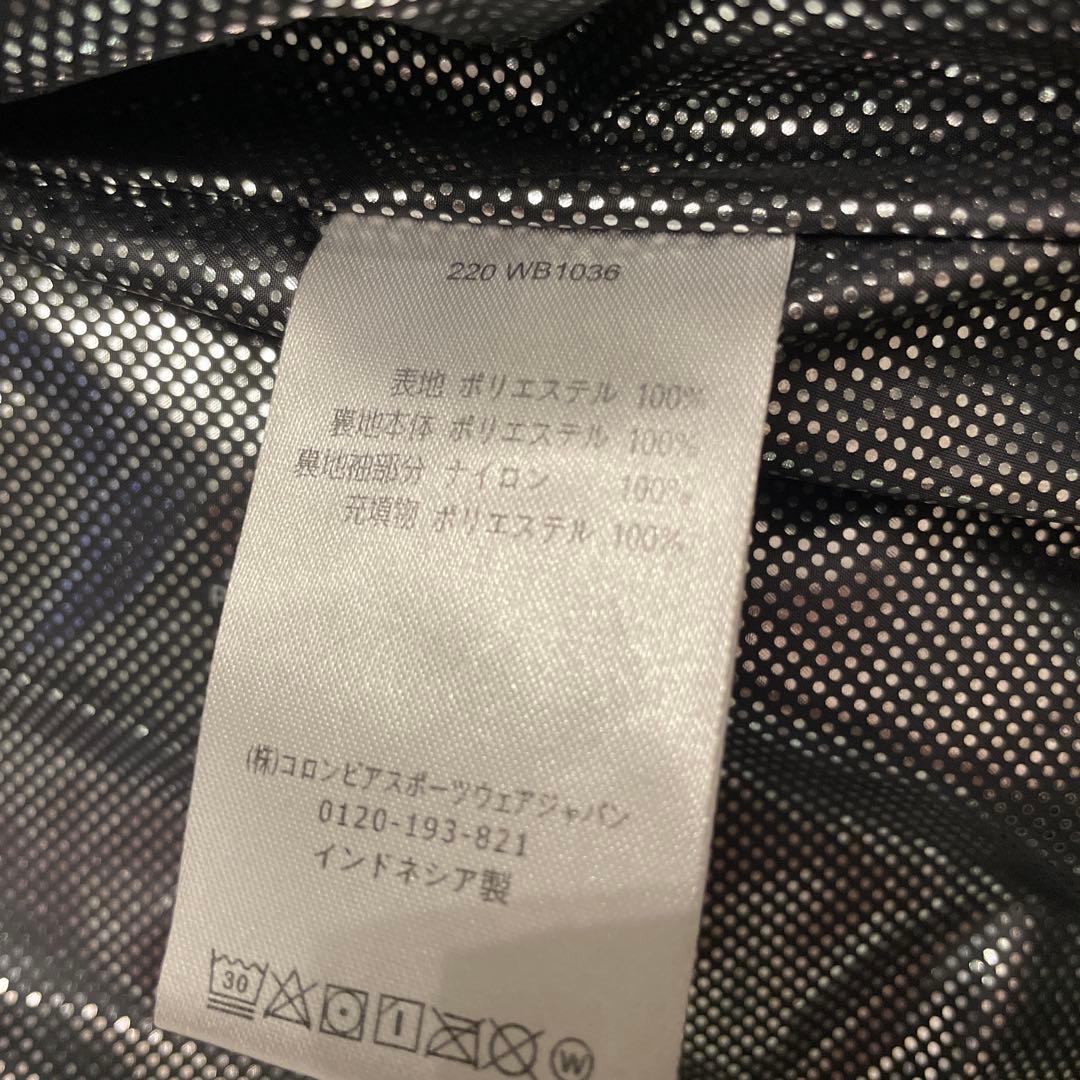 220 WB1036
表地 ポリエステル 100%
裏地本体 ポリエステル 100%
裏地袖部分 ナイロン 100%
充填物 ポリエステル 100%
(株)コロンビアスポーツウェアジャパン
0120-193-821
インドネシア製
30
W